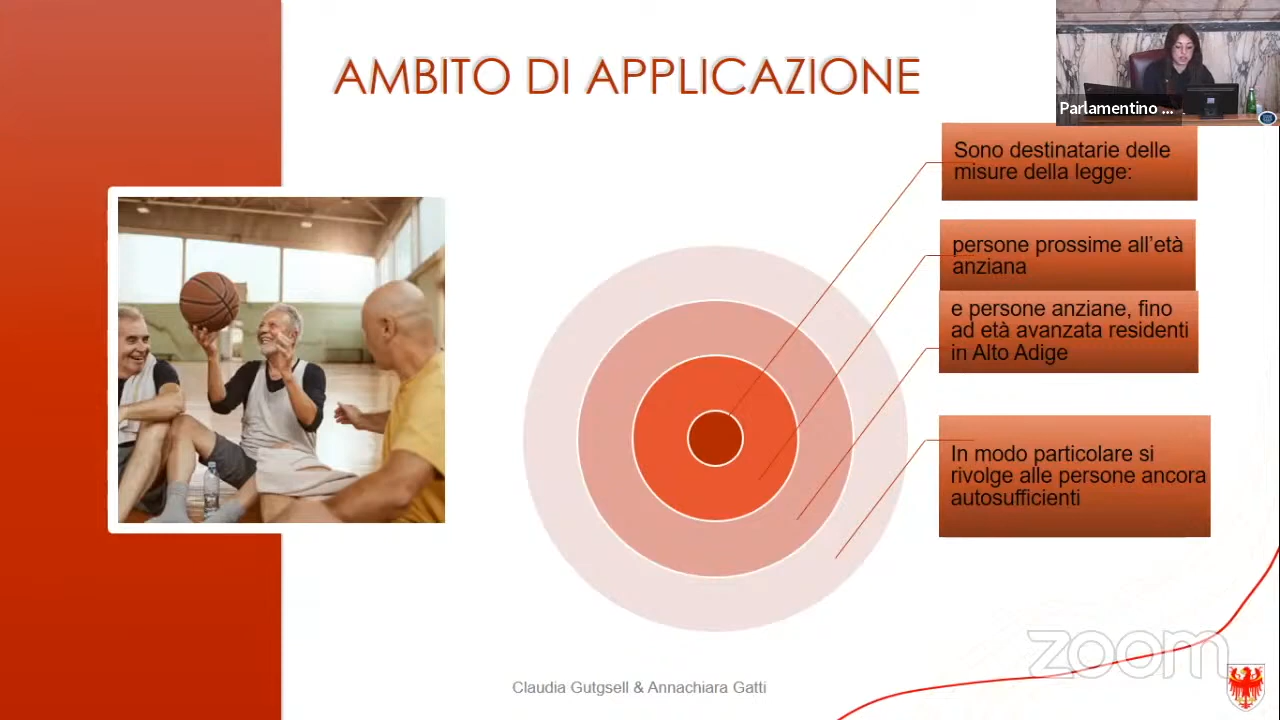 AMBITO DI APPLICAZIONE
Parlamentino ...
Sono destinatarie delle
misure della legge:
persone prossime all'età
anziana
e persone anziane, fino
ad età avanzata residenti
in Alto Adige
In modo particolare si
rivolge alle persone ancora
autosufficienti
zoom
Claudia Gutgsell & Annachiara Gatti